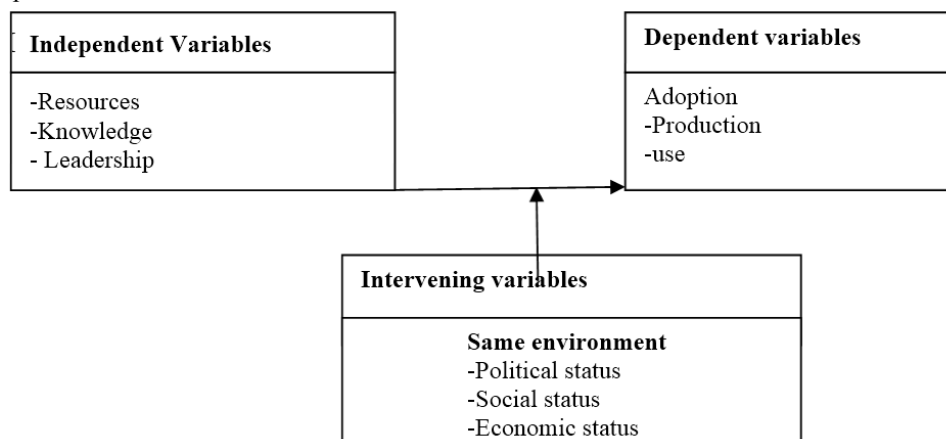 Independent Variables
-Resources
-Knowledge
- Leadership
Dependent variables
Adoption
-Production
-use
Intervening variables
Same environment
-Political status
-Social status
-Economic status